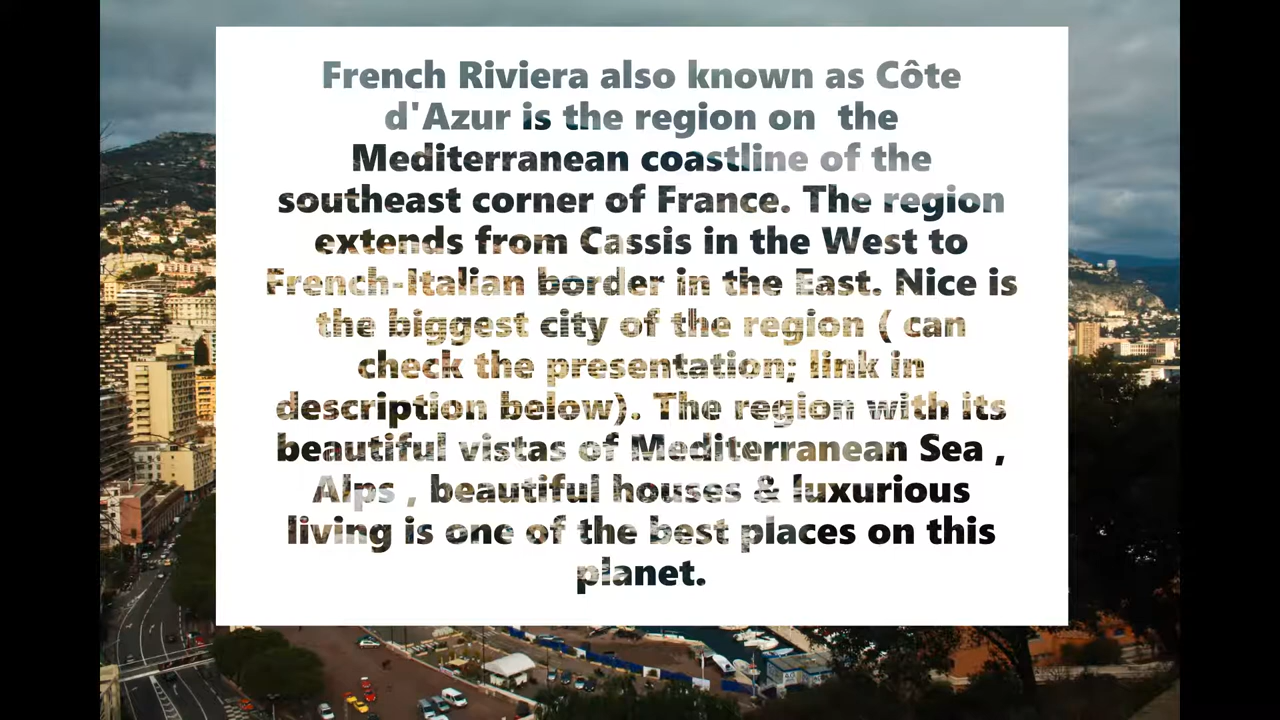 French Riviera also known as Côte
d'Azur is the region on  the
Mediterranean coastline of the
southeast corner of France. The region
extends from Cassis in the West to
French-Italian border in the East. Nice is
the biggest city of the region ( can
check the presentation; link in
description below). The region with its
beautiful vistas of Mediterranean Sea ,
Alps , beautiful houses & luxurious
living is one of the best places on this
planet.